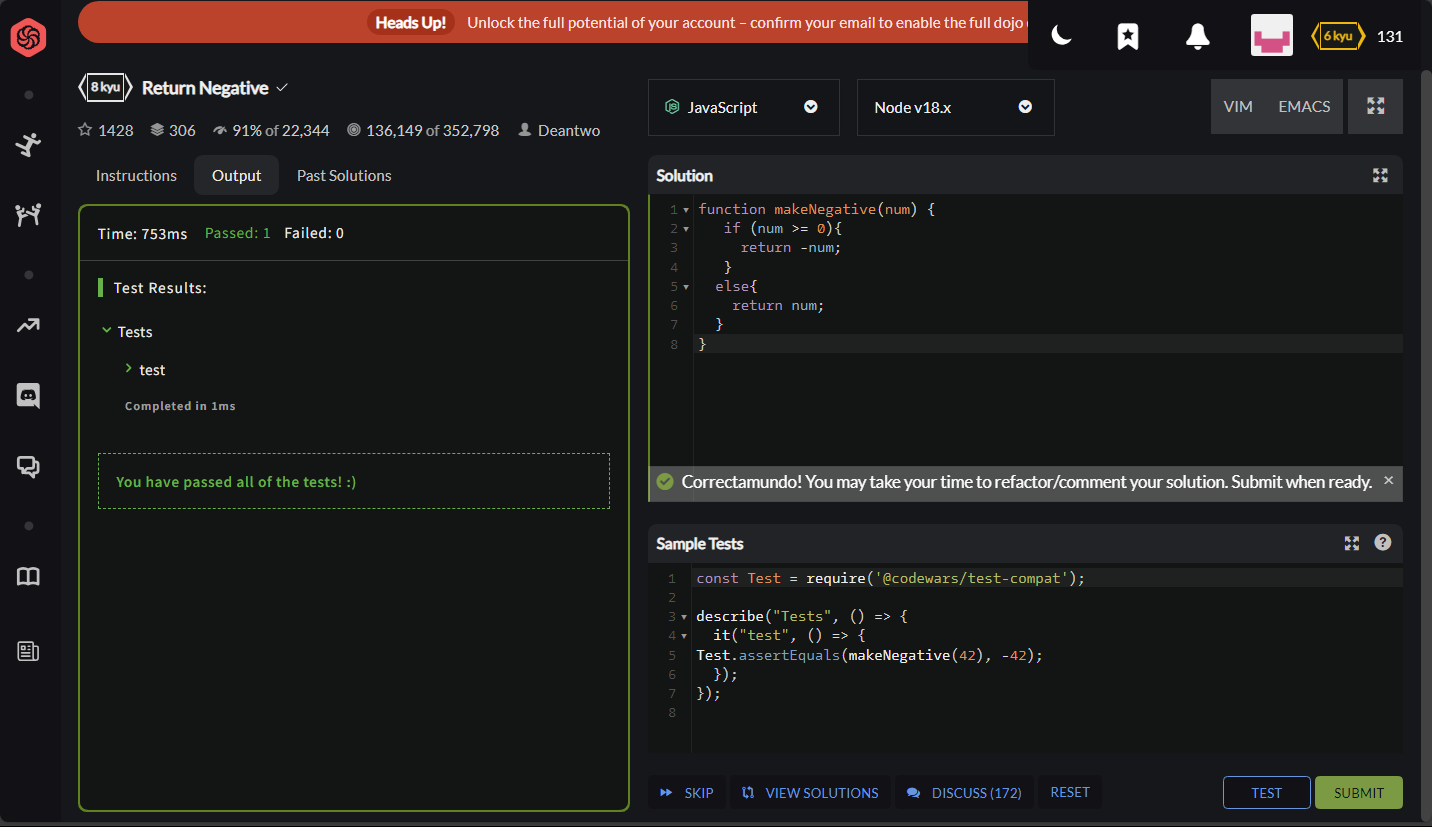 Heads Up! Unlock the full potential of your account – confirm your email to enable the full dojo
6 kyu 131
8 kyu Return Negative
1428 306 91% of 22,344 136,149 of 352,798 Deantwo
JavaScript
Node v18.x
VIM EMACS
Instructions Output Past Solutions
Time: 753ms Passed: 1 Failed: 0
Test Results:
Tests
test
Completed in 1ms
You have passed all of the tests! :)
Solution
1 function makeNegative(num) {
2 if (num >= 0){
3 return -num;
4 }
5 else{
6 return num;
7 }
8 }
Correctamundo! You may take your time to refactor/comment your solution. Submit when ready. ×
Sample Tests ?
1 const Test = require('@codewars/test-compat');
2
3 describe("Tests", () => {
4 it("test", () => {
5 Test.assertEquals(makeNegative(42), -42);
6 });
7 });
8
SKIP VIEW SOLUTIONS DISCUSS (172) RESET TEST SUBMIT